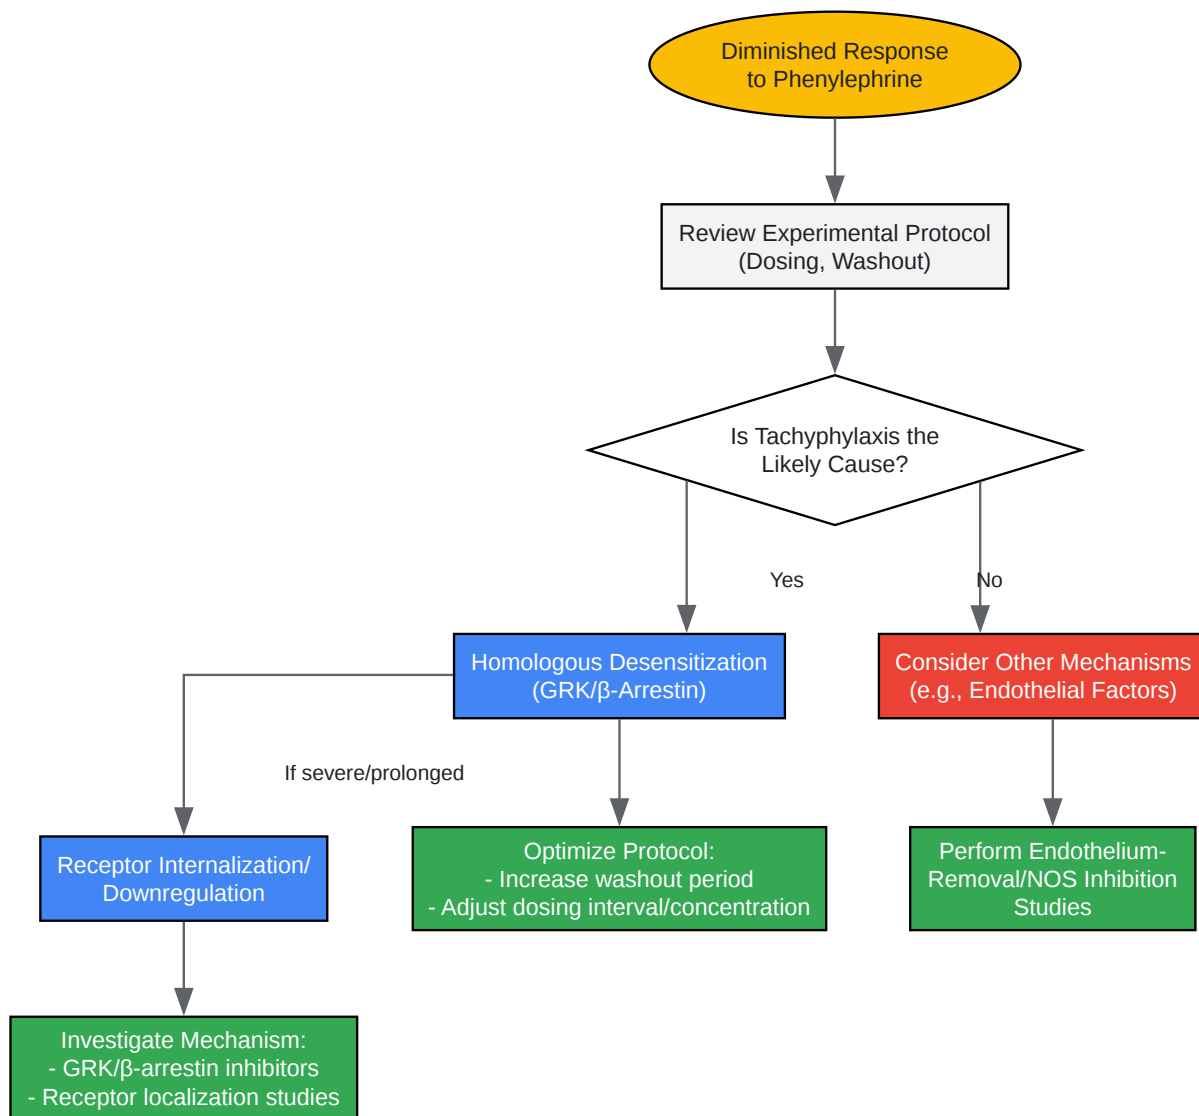 Diminished Response
to Phenylephrine
Review Experimental Protocol
(Dosing, Washout)
Is Tachyphylaxis the
Likely Cause?
Yes
No
Homologous Desensitization
(GRK/β-Arrestin)
Consider Other Mechanisms
(e.g., Endothelial Factors)
If severe/prolonged
Receptor Internalization/
Downregulation
Optimize Protocol:
- Increase washout period
- Adjust dosing interval/concentration
Perform Endothelium-
Removal/NOS Inhibition
Studies
Investigate Mechanism:
- GRK/β-arrestin inhibitors
- Receptor localization studies